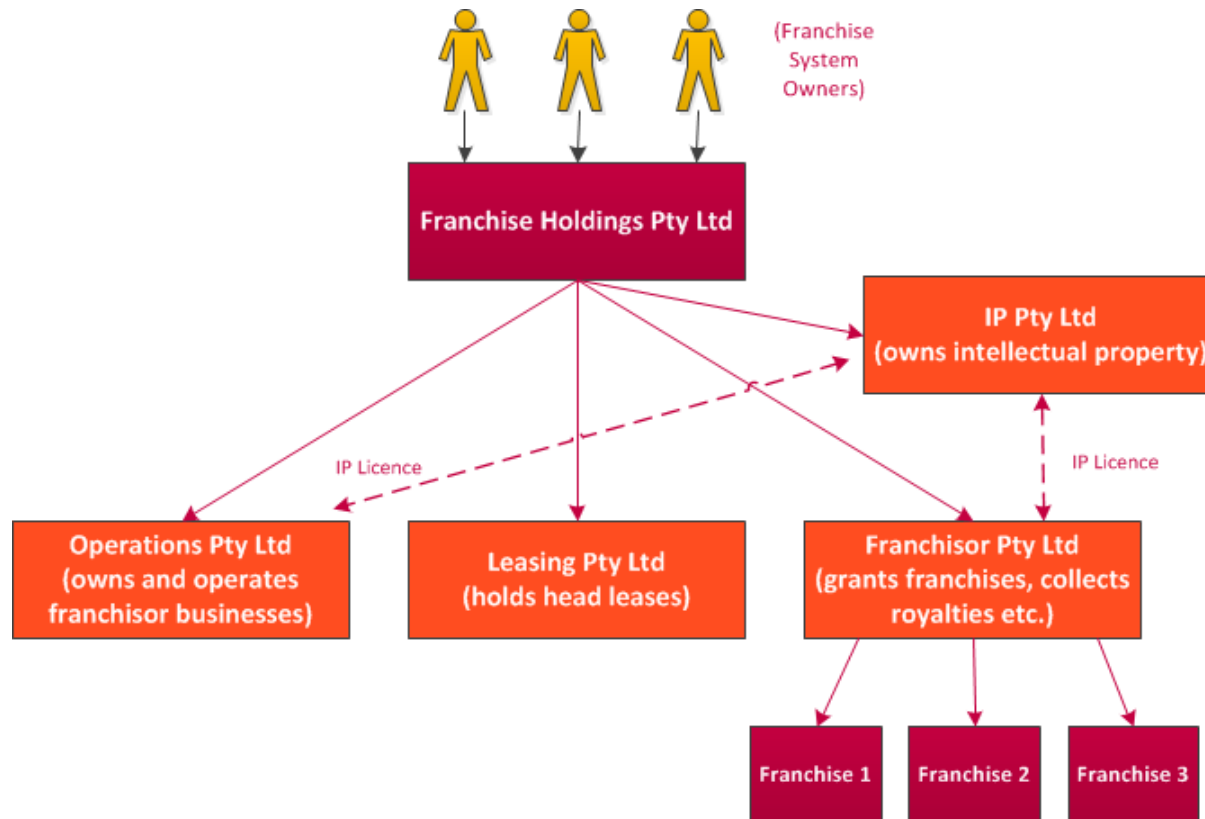 (Franchise
System
Owners)
Franchise Holdings Pty Ltd
IP Pty Ltd
(owns intellectual property)
IP Licence
IP Licence
Operations Pty Ltd
(owns and operates
franchisor businesses)
Leasing Pty Ltd
(holds head leases)
Franchisor Pty Ltd
(grants franchises, collects
royalties etc.)
Franchise 1
Franchise 2
Franchise 3